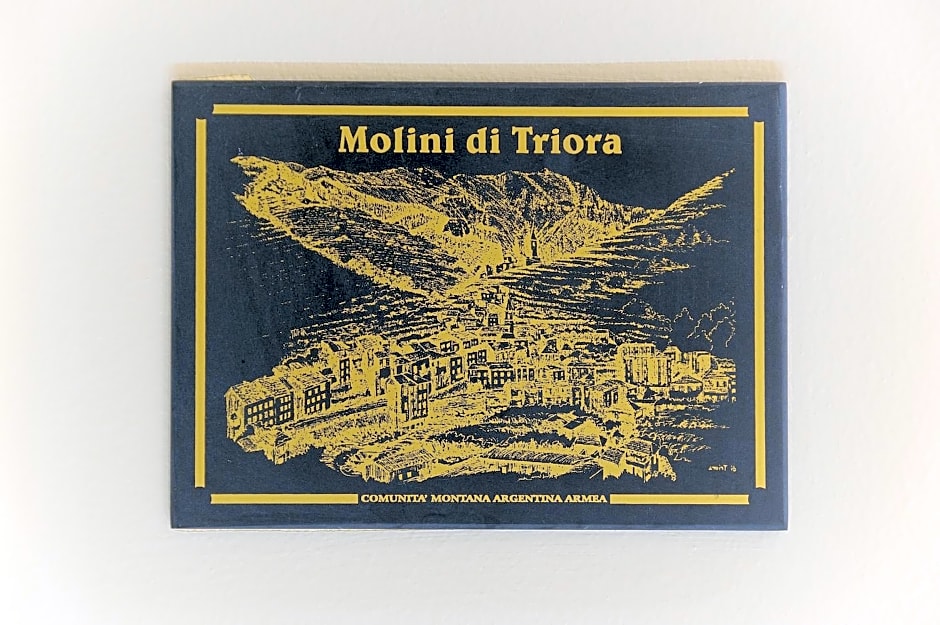 Molini di Triora
COMUNITA' MONTANA ARGENTINA ARMEA